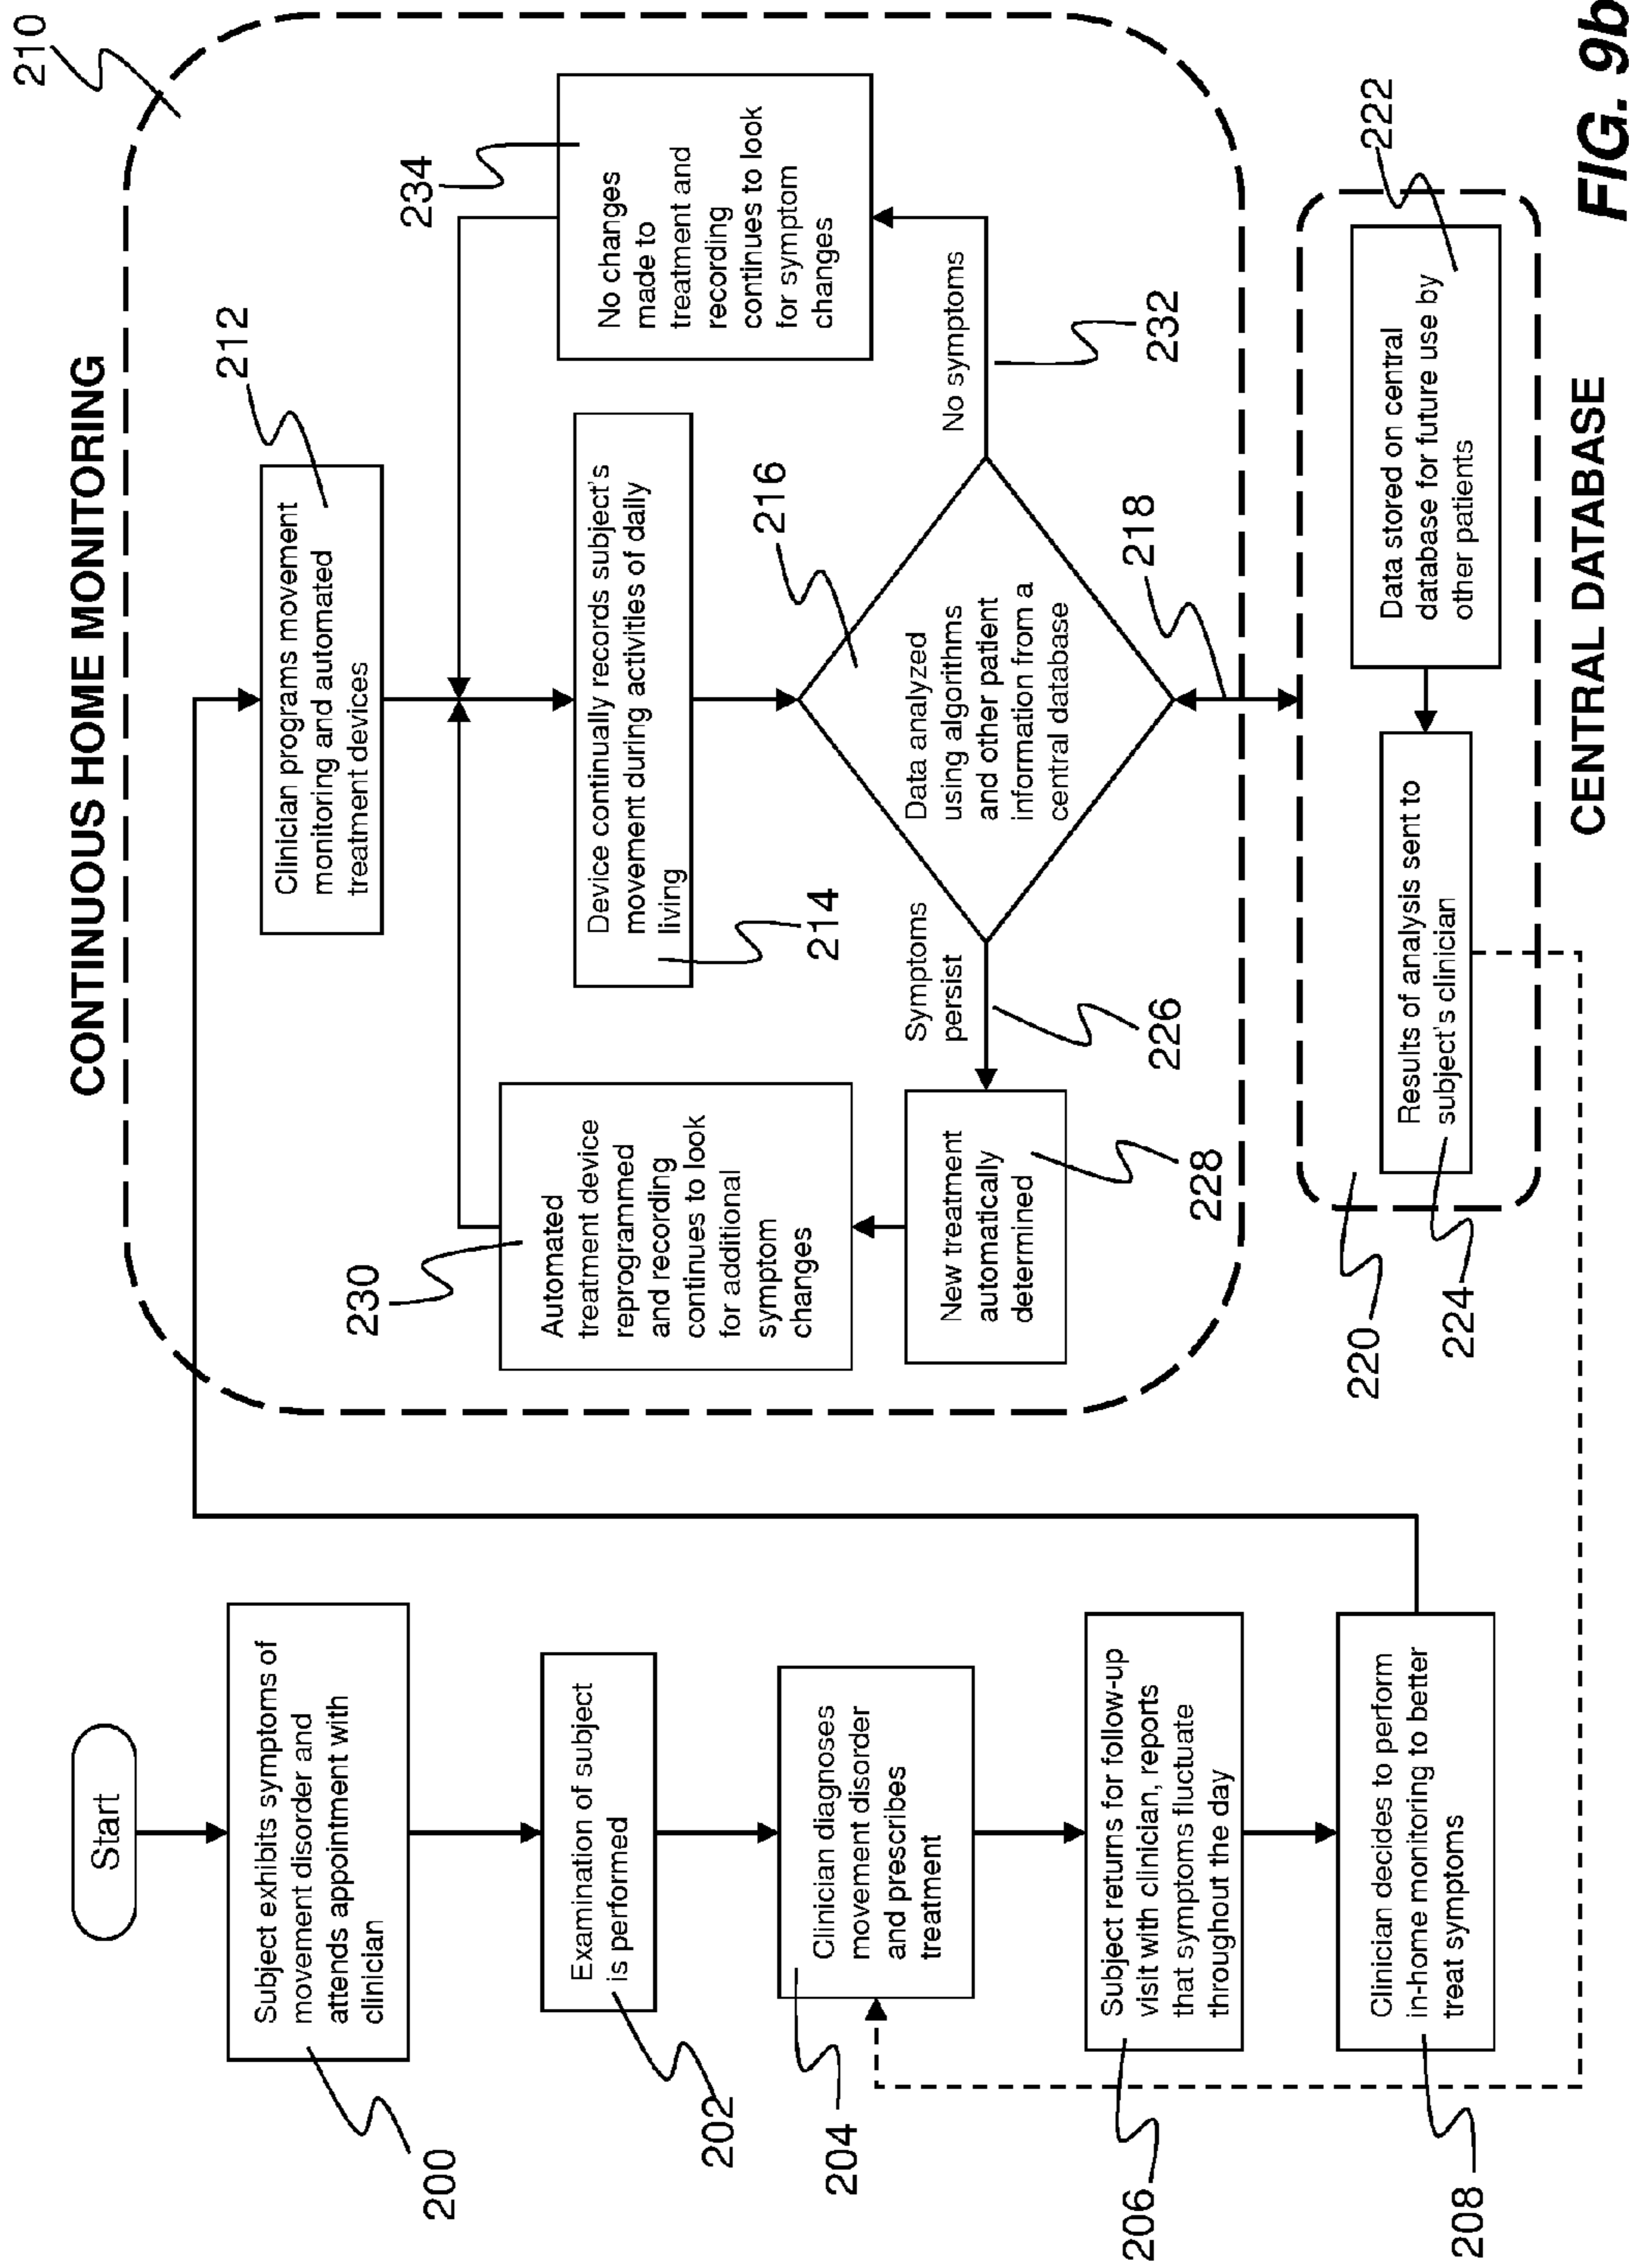 Start
Subject exhibits symptoms of
movement disorder and
attends appointment with
clinician
200
Examination of subject
is performed
202
Clinician diagnoses
movement disorder
and prescribes
treatment
204
Subject returns for follow-up
visit with clinician, reports
that symptoms fluctuate
throughout the day
206
Clinician decides to perform
in-home monitoring to better
treat symptoms
208
CONTINUOUS HOME MONITORING
210
Clinician programs movement
monitoring and automated
treatment devices
212
Device continually records subject's
movement during activities of daily
living
214
Data analyzed
using algorithms
and other patient
information from a
central database
216
218
Symptoms
persist
226
New treatment
automatically
determined
228
Automated
treatment device
reprogrammed
and recording
continues to look
for additional
symptom
changes
230
No symptoms
232
No changes
made to
treatment and
recording
continues to look
for symptom
changes
234
220
Data stored on central
database for future use by
other patients
222
Results of analysis sent to
subject's clinician
224
CENTRAL DATABASE
FIG. 9b